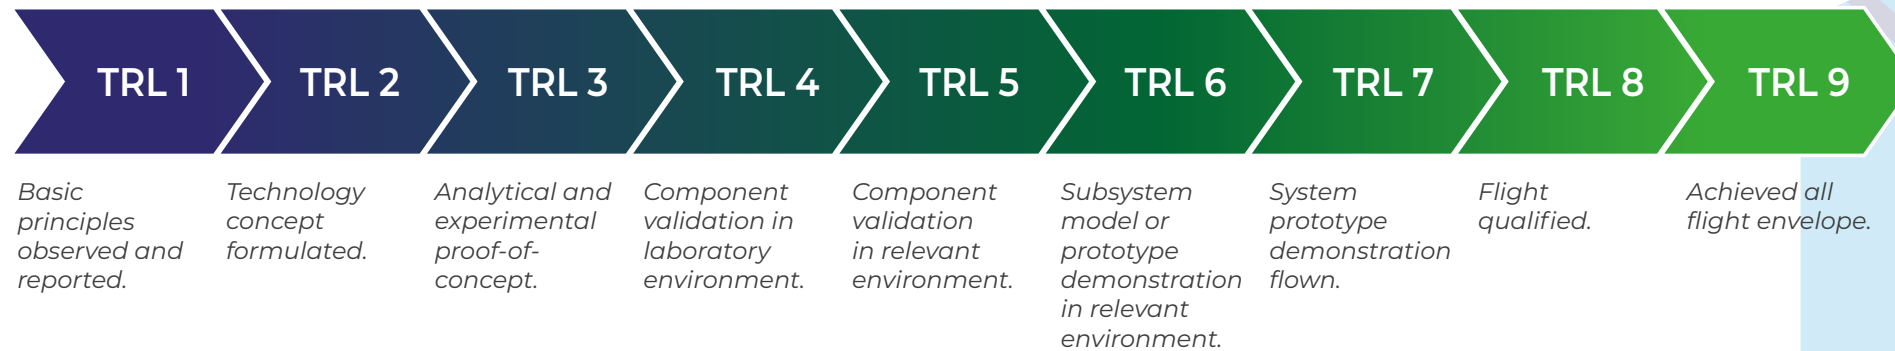 TRL 1
TRL 2
TRL 3
TRL 4
TRL 5
TRL 6
TRL 7
TRL 8
TRL 9
Basic
principles
observed and
reported.
Technology
concept
formulated.
Analytical and
experimental
proof-of-
concept.
Component
validation in
laboratory
environment.
Component
validation
in relevant
environment.
Subsystem
model or
prototype
demonstration
in relevant
environment.
System
prototype
demonstration
flown.
Flight
qualified.
Achieved all
flight envelope.